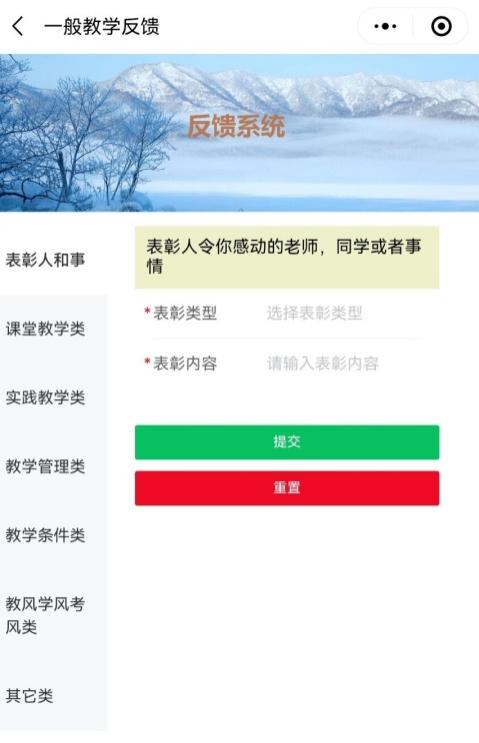 一般教学反馈
反馈系统
表彰人和事
表彰人令你感动的老师，同学或者事
情
*表彰类型 选择表彰类型
*表彰内容 请输入表彰内容
提交
重置
课堂教学类
实践教学类
教学管理类
教学条件类
教风学风考
风类
其它类